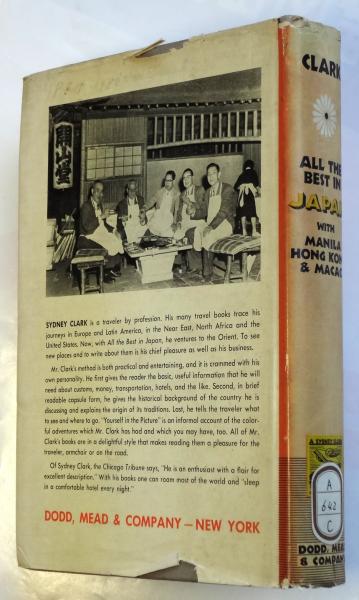 SYDNEY CLARK is a traveler by profession. His many travel books trace his
journeys in Europe and Latin America, in the Near East, North Africa and the
United States. Now, with All the Best in Japan, he ventures to the Orient. To see
new places and to write about them is his chief pleasure as well as his business.
Mr. Clark's method is both practical and entertaining, and it is crammed with his
own personality. He first gives the reader the basic, useful information that he will
need about customs, money, transportation, hotels, and the like. Second, in brief
readable capsule form, he gives the historical background of the country he is
discussing and explains the origin of its traditions. Last, he tells the traveler what
to see and where to go. "Yourself in the Picture" is an informal account of the color-
ful adventures which Mr. Clark has had and which you may have, too. All of Mr.
Clark's books are in a delightful style that makes reading them a pleasure for the
traveler, armchair or on the road.
Of Sydney Clark, the Chicago Tribune says, "He is an enthusiast with a flair for
excellent description." With his books one can roam most of the world and "sleep
in a comfortable hotel every night."
DODD, MEAD & COMPANY—NEW YORK
CLARK
ALL THE
BEST IN
JAPAN
WITH
MANILA
HONG KONG
& MACAO
A SYDNEY CLARK
A
642
C
DODD, MEAD
& COMPANY